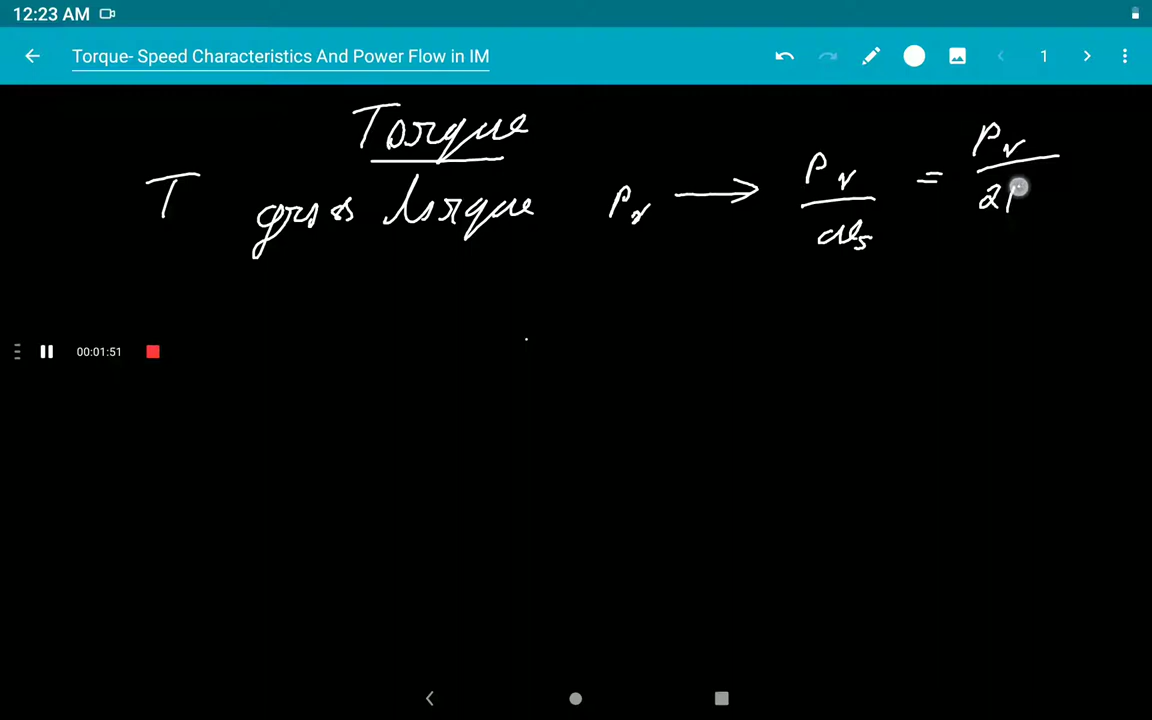 12:23 AM
Torque- Speed Characteristics And Power Flow in IM
1
Torque
T gross torque Pr → Pr/ωs = Pr/2
00:01:51